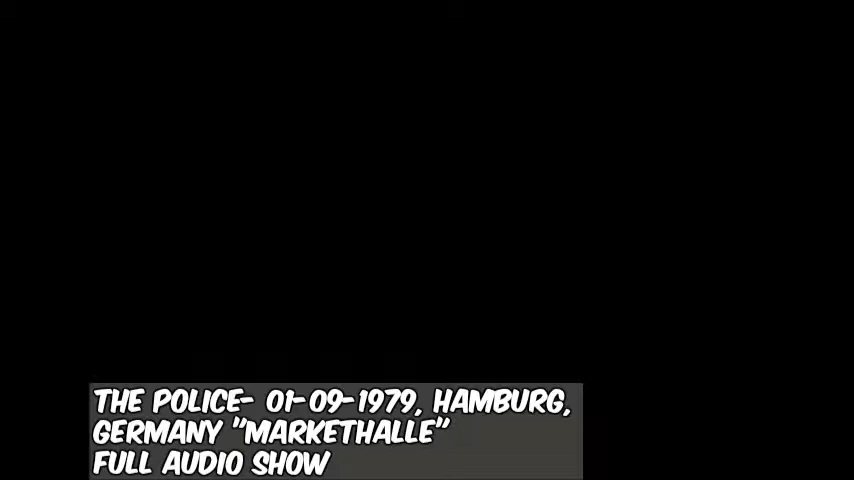 THE POLICE- 01-09-1979, HAMBURG,
GERMANY "MARKETHALLE"
FULL AUDIO SHOW